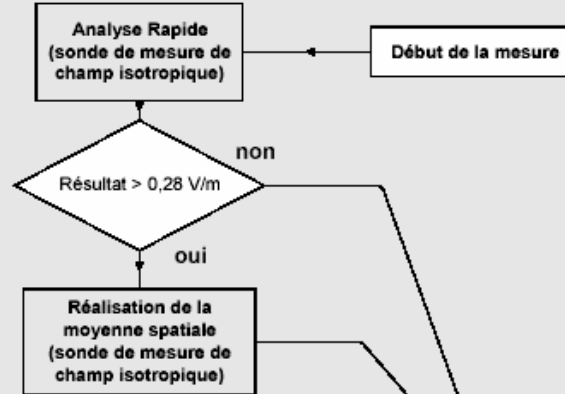 Analyse Rapide
(sonde de mesure de
champ isotropique)
Début de la mesure
non
Résultat > 0,28 V/m
oui
Réalisation de la
moyenne spatiale
(sonde de mesure de
champ isotropique)